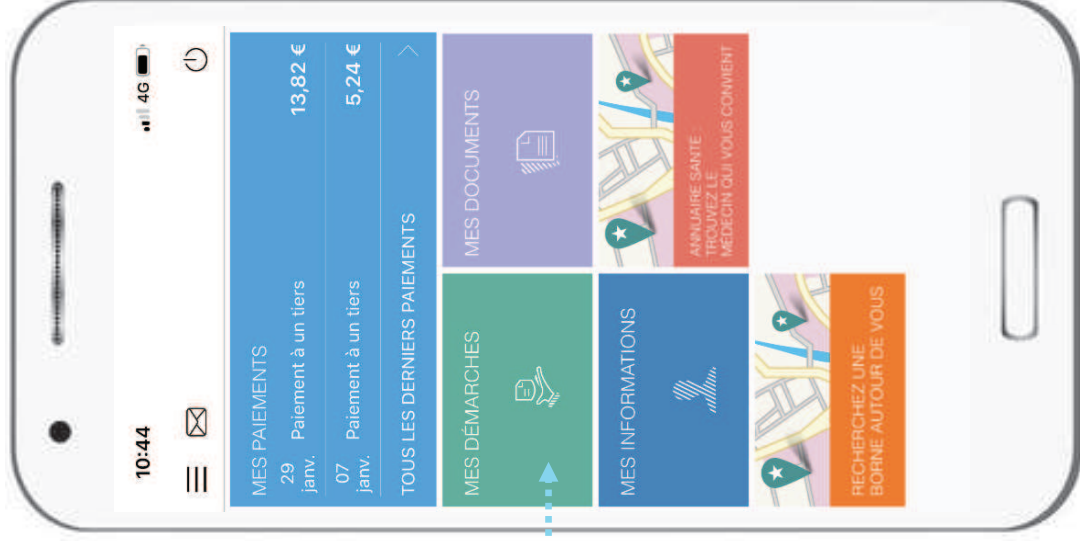 10:44
4G
MES PAIEMENTS
29 janv. Paiement à un tiers 13,82 €
07 janv. Paiement à un tiers 5,24 €
TOUS LES DERNIERS PAIEMENTS
MES DÉMARCHES
MES DOCUMENTS
MES INFORMATIONS
ANNUAIRE SANTÉ :
TROUVEZ LE
MÉDECIN QUI VOUS CONVIENT
RECHERCHEZ UNE
BORNE AUTOUR DE VOUS